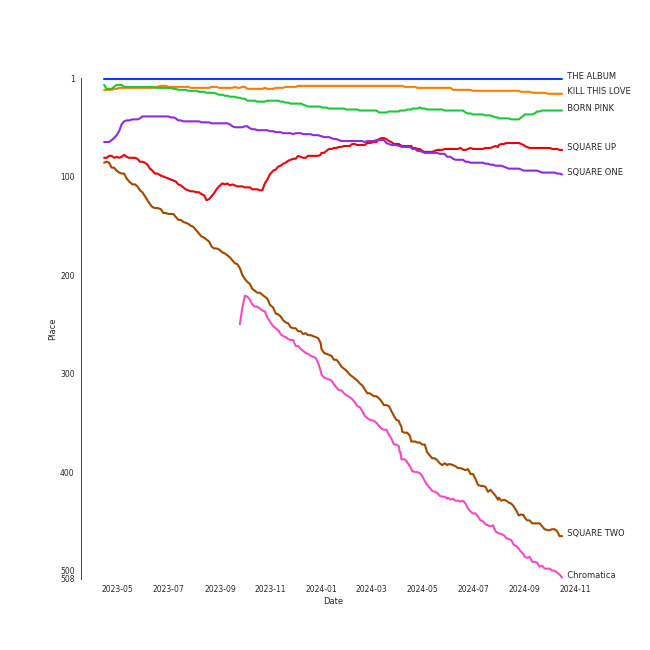 1
100
200
300
400
500
508
Place
THE ALBUM
KILL THIS LOVE
BORN PINK
SQUARE UP
SQUARE ONE
SQUARE TWO
Chromatica
2023-05 2023-07 2023-09 2023-11 2024-01 2024-03 2024-05 2024-07 2024-09 2024-11
Date